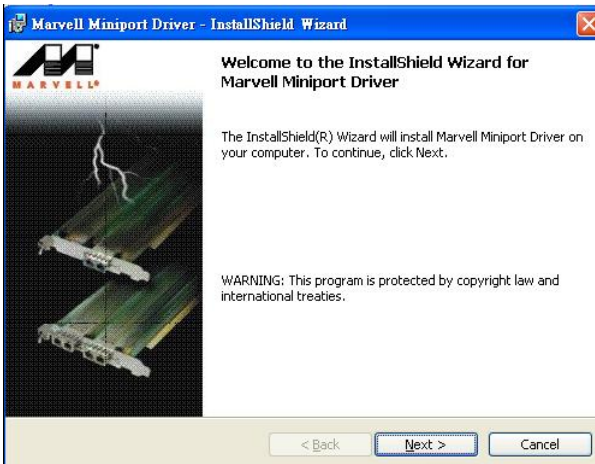 Marvell Miniport Driver - InstallShield Wizard
MARVELL®
Welcome to the InstallShield Wizard for
Marvell Miniport Driver
The InstallShield(R) Wizard will install Marvell Miniport Driver on
your computer. To continue, click Next.
WARNING: This program is protected by copyright law and
international treaties.
< Back
Next >
Cancel